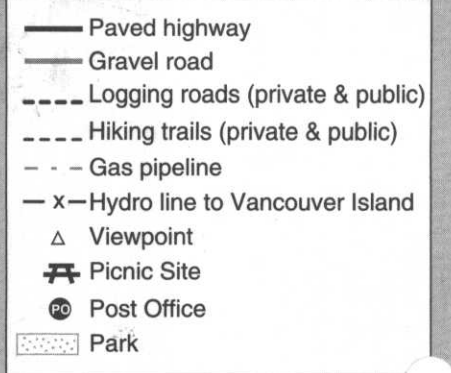 Paved highway
Gravel road
Logging roads (private & public)
Hiking trails (private & public)
Gas pipeline
x Hydro line to Vancouver Island
Viewpoint
Picnic Site
PO Post Office
Park